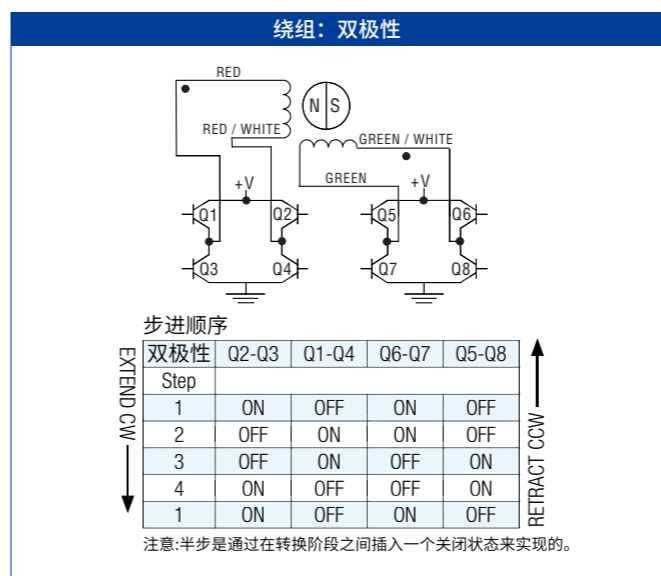 绕组：双极性
RED
N S
RED / WHITE
GREEN / WHITE
GREEN
+V
+V
Q1 Q2 Q5 Q6
Q3 Q4 Q7 Q8
步进顺序
双极性 Q2-Q3 Q1-Q4 Q6-Q7 Q5-Q8
Step
1 ON OFF ON OFF
2 OFF ON ON OFF
3 OFF ON OFF ON
4 ON OFF OFF ON
1 ON OFF ON OFF
EXTEND CW
RETRACT CCW
注意:半步是通过在转换阶段之间插入一个关闭状态来实现的。